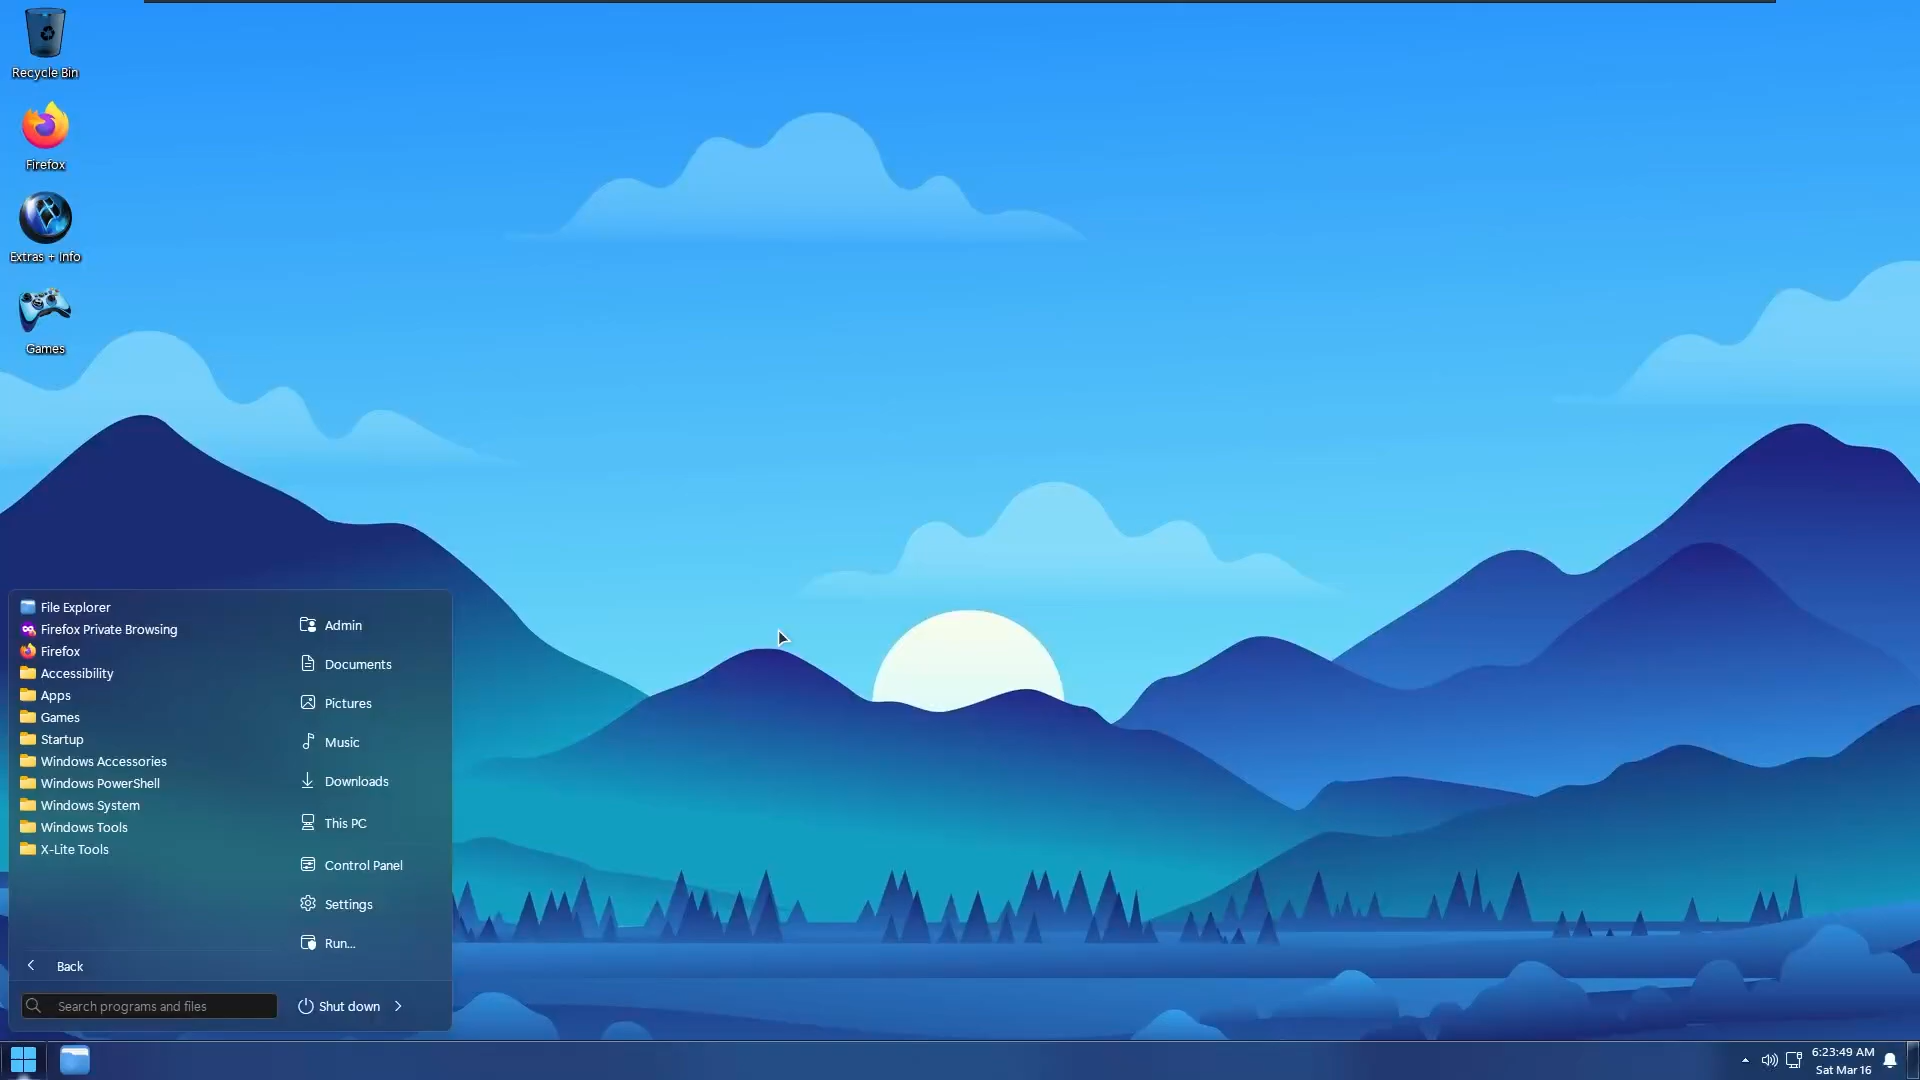 Recycle Bin
Firefox
Extras + Info
Games
File Explorer
Firefox Private Browsing
Firefox
Accessibility
Apps
Games
Startup
Windows Accessories
Windows PowerShell
Windows System
Windows Tools
X-Lite Tools
Back
Search programs and files
Admin
Documents
Pictures
Music
Downloads
This PC
Control Panel
Settings
Run...
Shut down
6:23:49 AM
Sat Mar 16